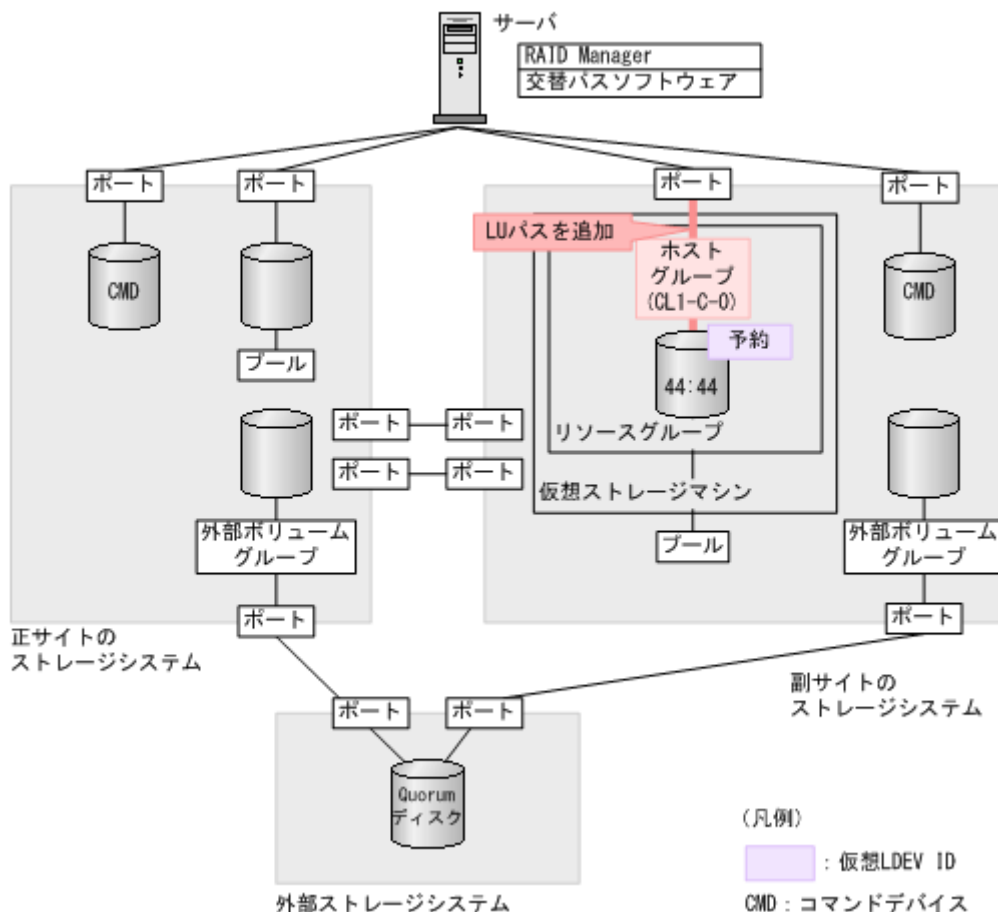 サーバ
RAID Manager
交替パスソフトウェア
ポート
ポート
ポート
ポート
LUパスを追加
ホスト
グループ
(CL1-C-0)
CMD
CMD
予約
プール
44:44
ポート
ポート
リソースグループ
ポート
ポート
仮想ストレージマシン
外部ボリューム
グループ
プール
外部ボリューム
グループ
ポート
ポート
正サイトの
ストレージシステム
副サイトの
ストレージシステム
ポート
ポート
Quorum
ディスク
(凡例)
:仮想LDEV ID
外部ストレージシステム
CMD:コマンドデバイス